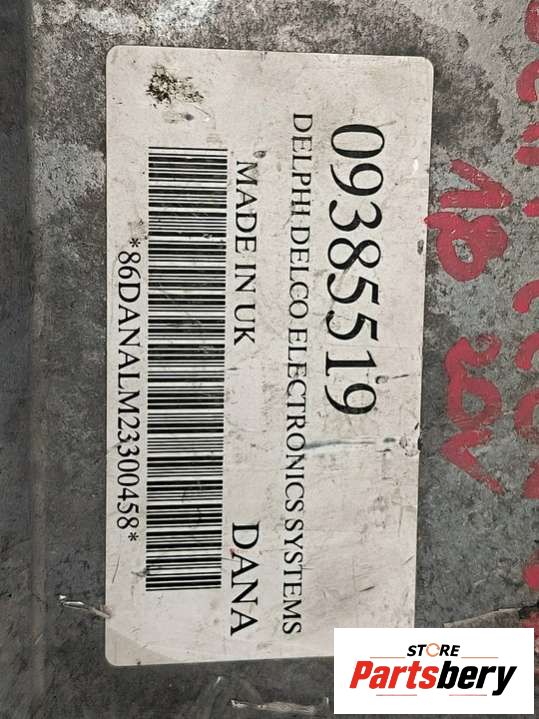 09385519
DELPHI DELCO ELECTRONICS SYSTEMS
MADE IN UK DANA
*86DANALM23300458*
STORE
Partsbery